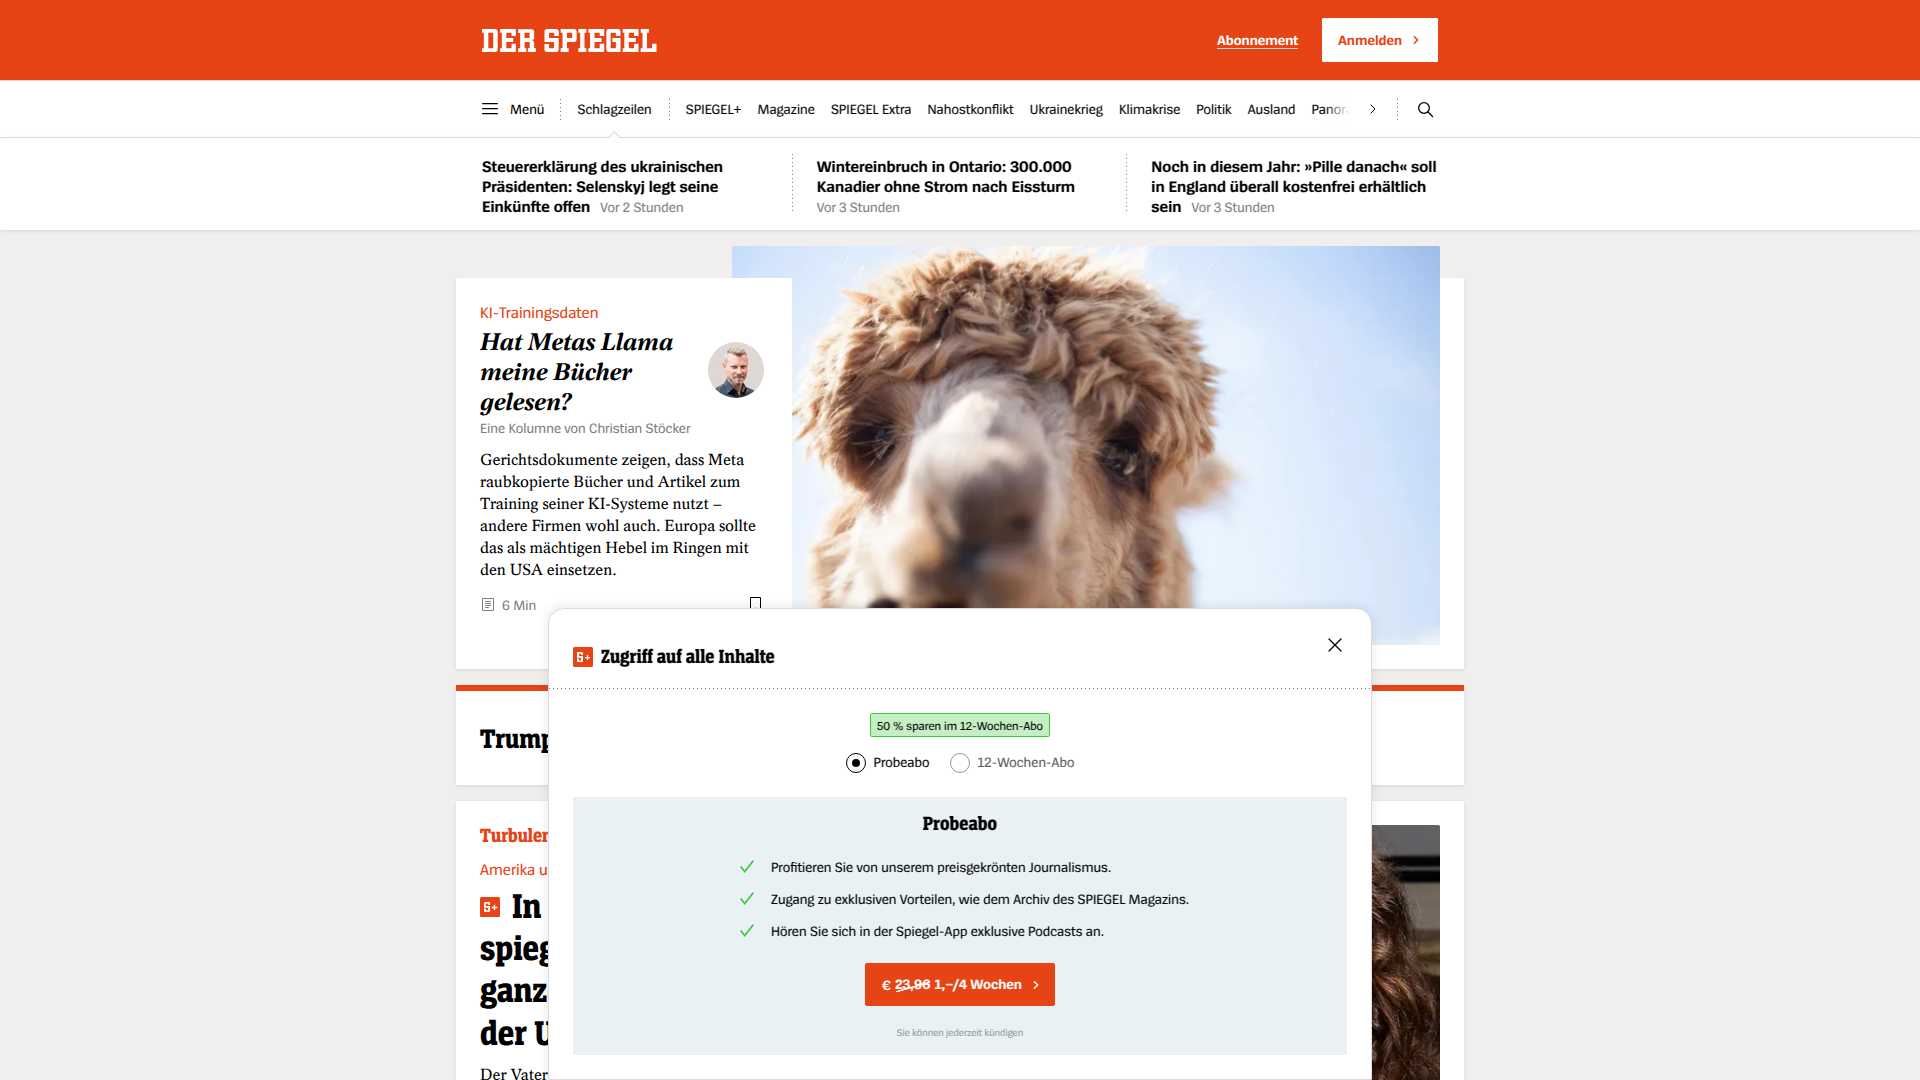 DER SPIEGEL
Abonnement
Anmelden
Menü
Schlagzeilen
SPIEGEL+
Magazine
SPIEGEL Extra
Nahostkonflikt
Ukrainekrieg
Klimakrise
Politik
Ausland
Steuererklärung des ukrainischen
Präsidenten: Selenskyj legt seine
Einkünfte offen Vor 2 Stunden
Wintereinbruch in Ontario: 300.000
Kanadier ohne Strom nach Eissturm
Vor 3 Stunden
Noch in diesem Jahr: »Pille danach« soll
in England überall kostenfrei erhältlich
sein Vor 3 Stunden
KI-Trainingsdaten
Hat Metas Llama
meine Bücher
gelesen?
Eine Kolumne von Christian Stöcker
Gerichtsdokumente zeigen, dass Meta
raubkopierte Bücher und Artikel zum
Training seiner KI-Systeme nutzt –
andere Firmen wohl auch. Europa sollte
das als mächtigen Hebel im Ringen mit
den USA einsetzen.
6 Min
Trump
Turbulen
Amerika u
In
spieg
ganz
der U
Der Vater
Zugriff auf alle Inhalte
50 % sparen im 12-Wochen-Abo
Probeabo
12-Wochen-Abo
Probeabo
Profitieren Sie von unserem preisgekrönten Journalismus.
Zugang zu exklusiven Vorteilen, wie dem Archiv des SPIEGEL Magazins.
Hören Sie sich in der Spiegel-App exklusive Podcasts an.
€ 23,96 1,–/4 Wochen
Sie können jederzeit kündigen